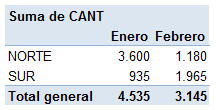 Suma de CANT
Enero Febrero
NORTE 3.600 1.180
SUR 935 1.965
Total general 4.535 3.145